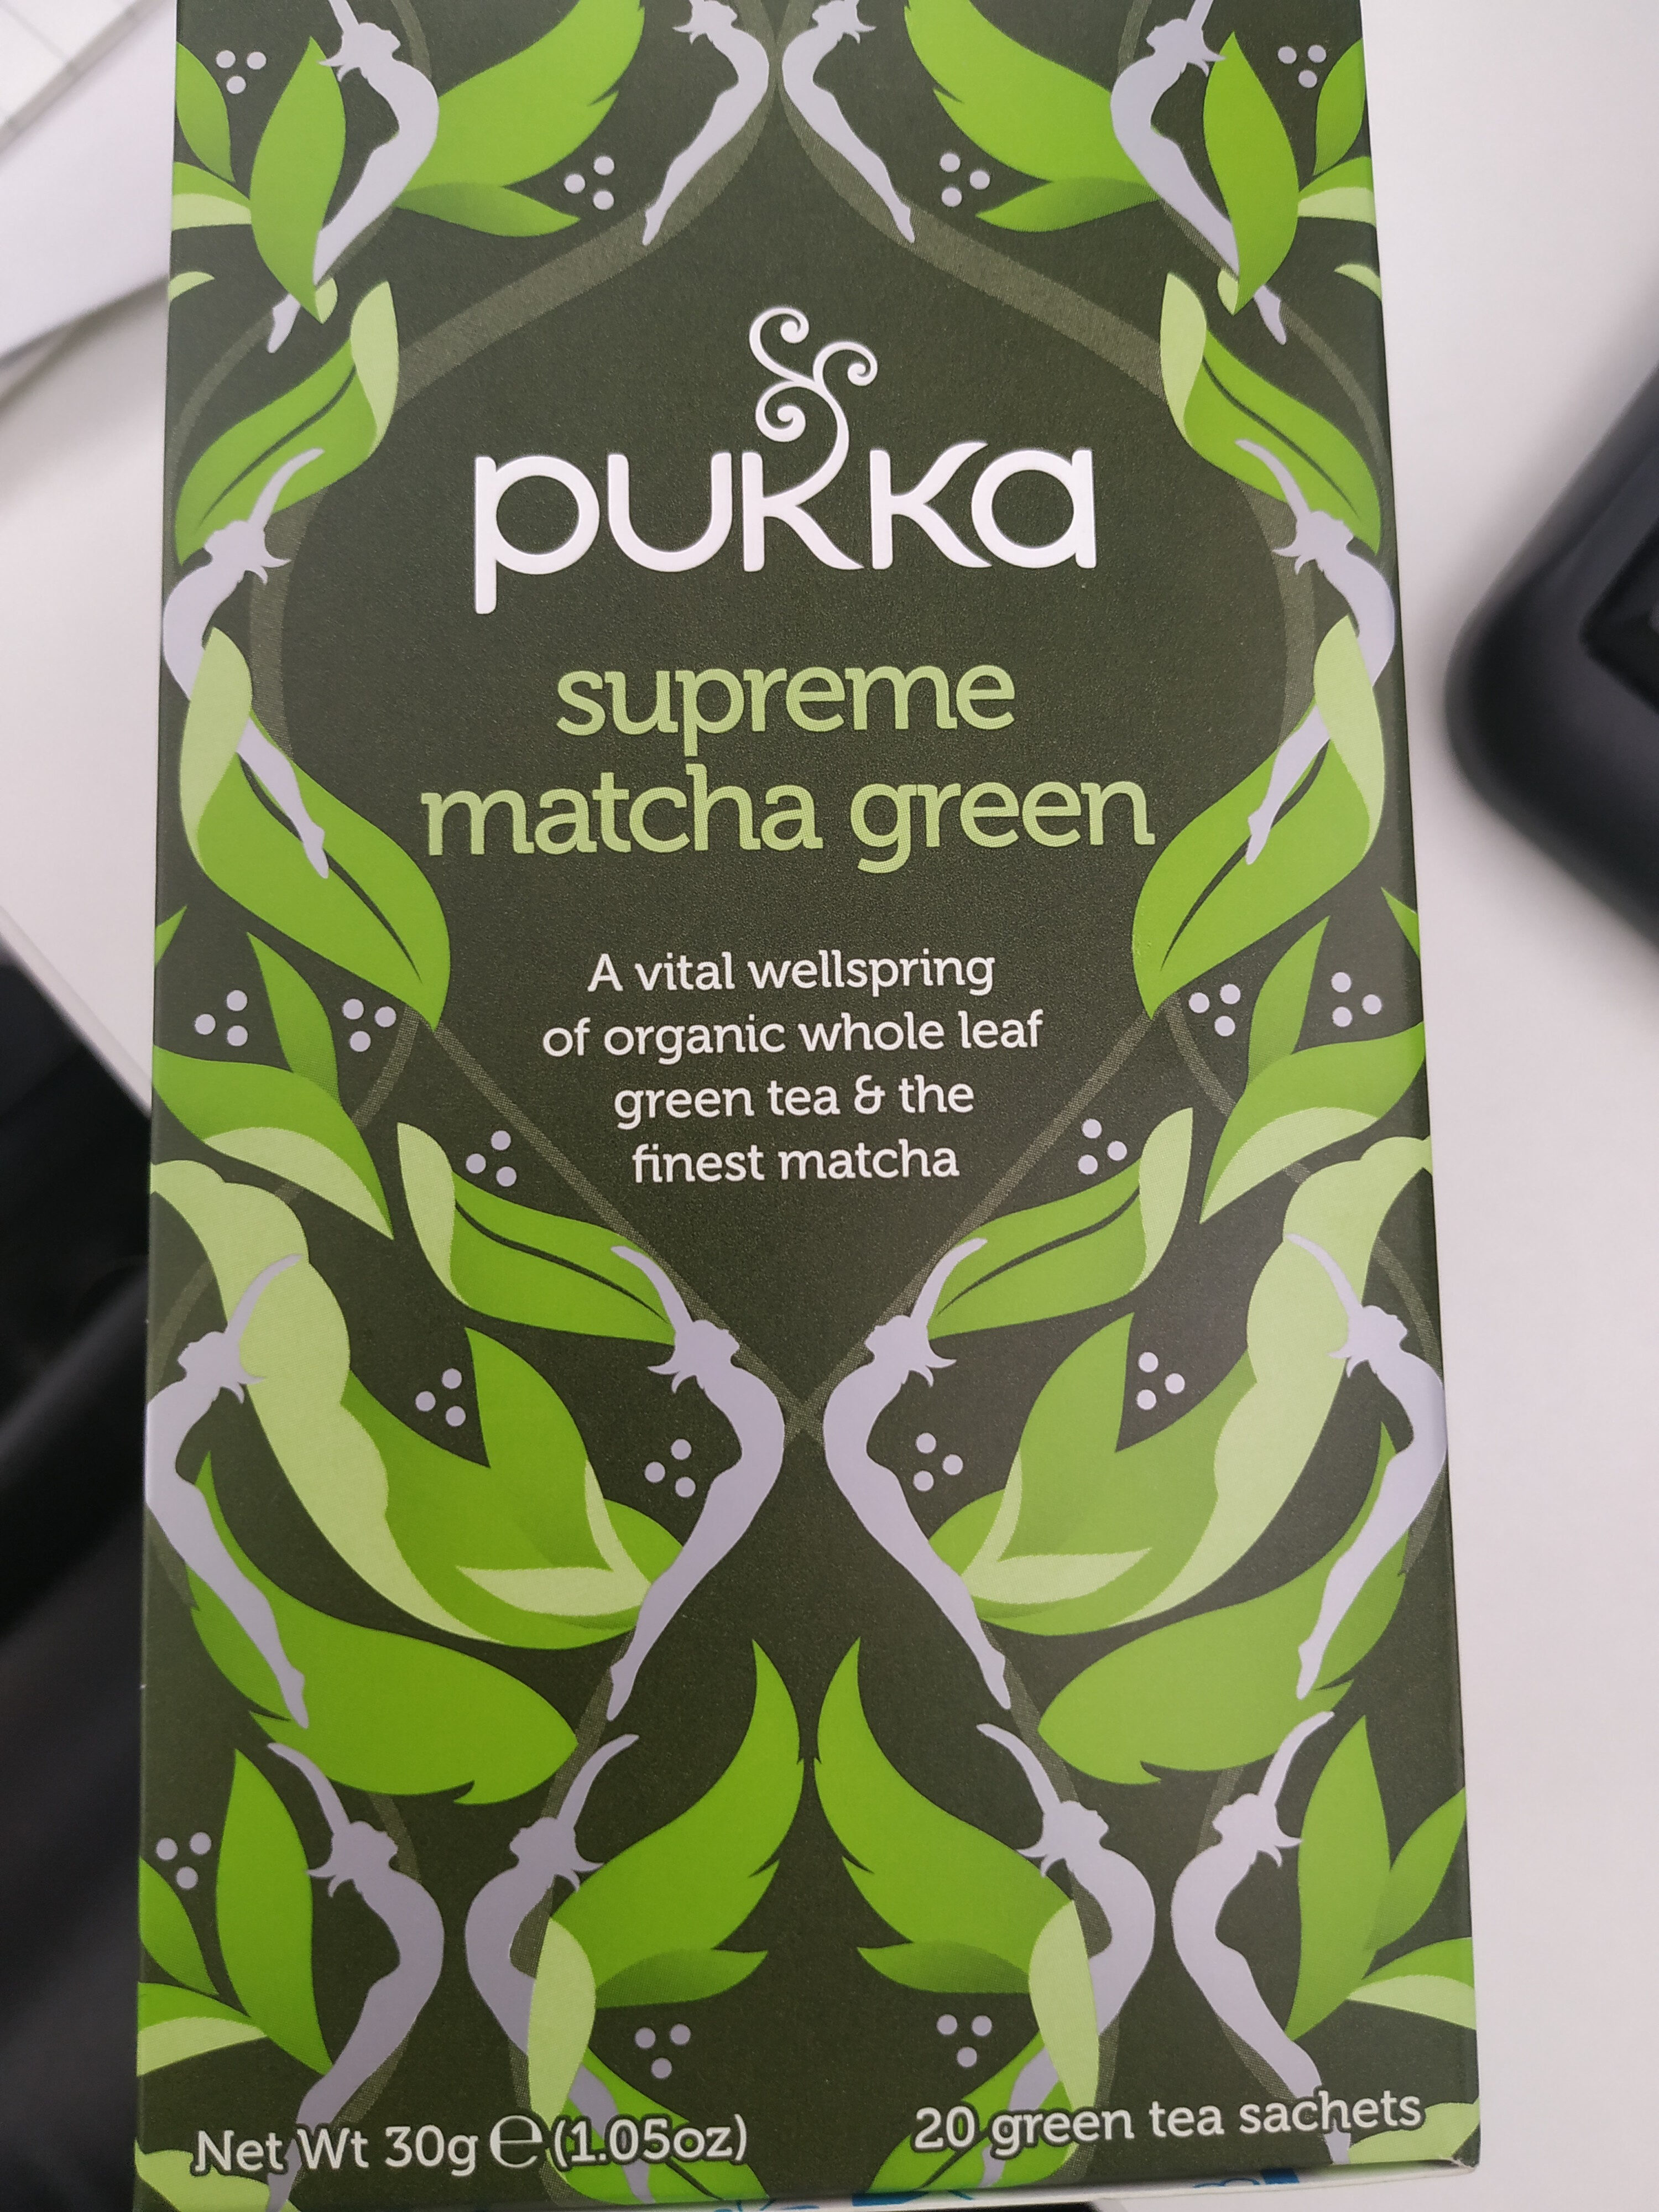 pukka
supreme
matcha green
A vital wellspring
of organic whole leaf
green tea & the
finest matcha
Net Wt 30g ℮ (1.05oz)
20 green tea sachets